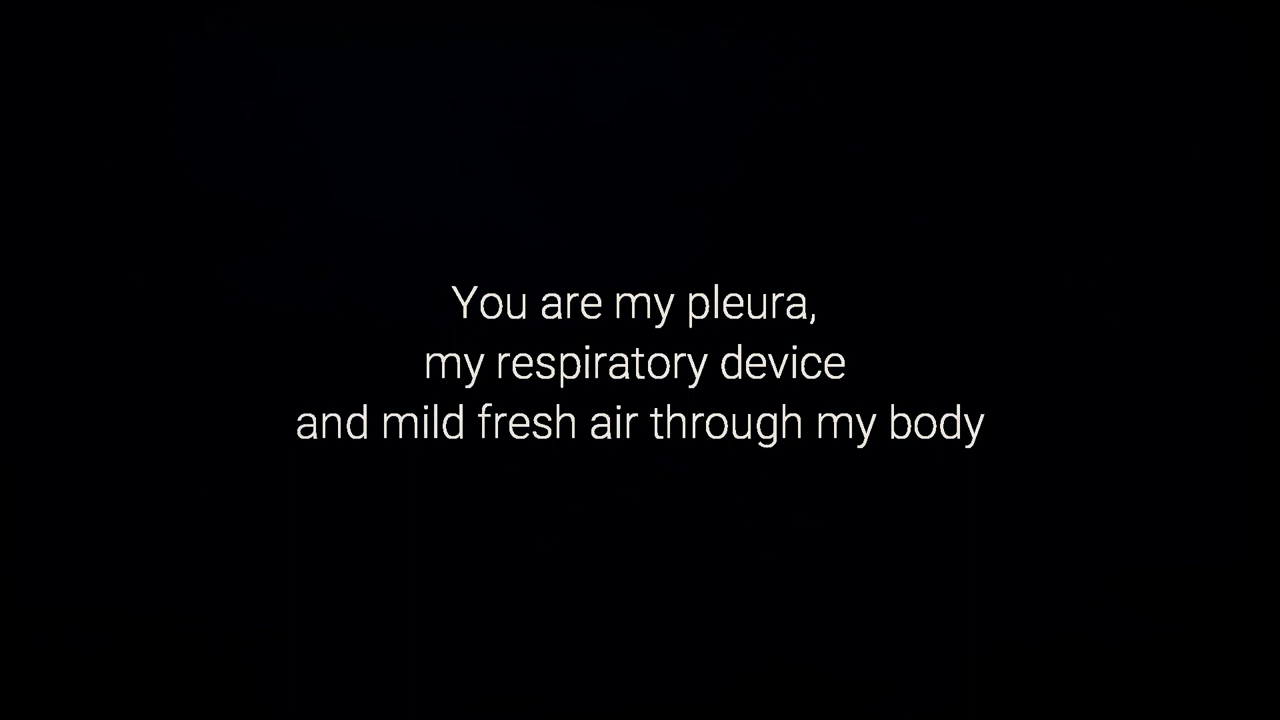 You are my pleura,
my respiratory device
and mild fresh air through my body